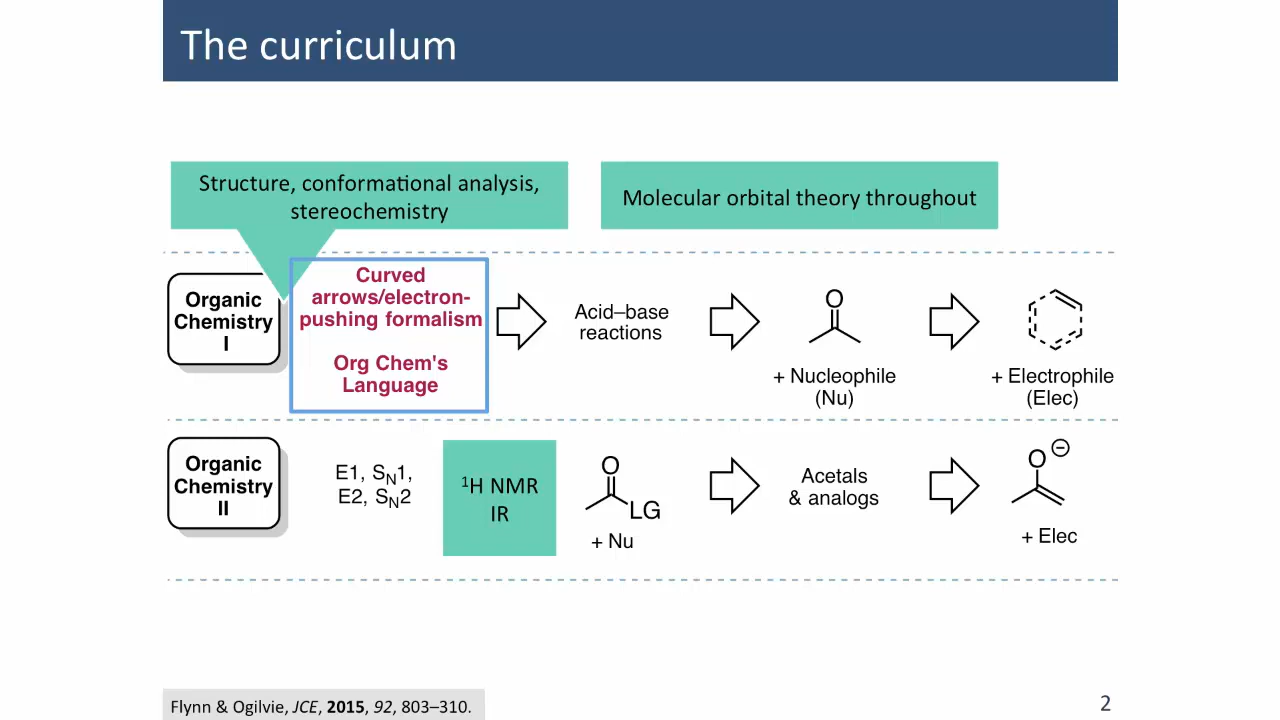 The curriculum
Structure, conformational analysis,
stereochemistry
Molecular orbital theory throughout
Organic
Chemistry
I
Curved
arrows/electron-
pushing formalism
Org Chem's
Language
Acid–base
reactions
O
+ Nucleophile
(Nu)
+ Electrophile
(Elec)
Organic
Chemistry
II
E1, SN1,
E2, SN2
1H NMR
IR
O
LG
+ Nu
Acetals
& analogs
O −
+ Elec
Flynn & Ogilvie, JCE, 2015, 92, 803–310.
2